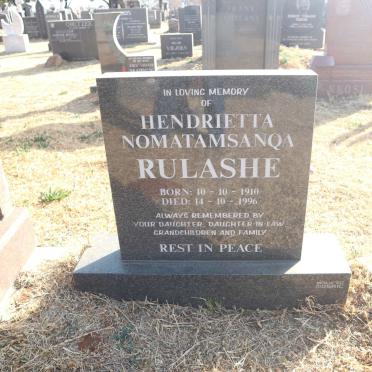 IN LOVING MEMORY
OF
HENDRIETTA
NOMATAMSANQA
RULASHE
BORN: 10 - 10 - 1910
DIED: 14 - 10 - 1996
ALWAYS REMEMBERED BY
YOUR DAUGHTER, DAUGHTER-IN-LAW
GRANDCHILDREN AND FAMILY
REST IN PEACE